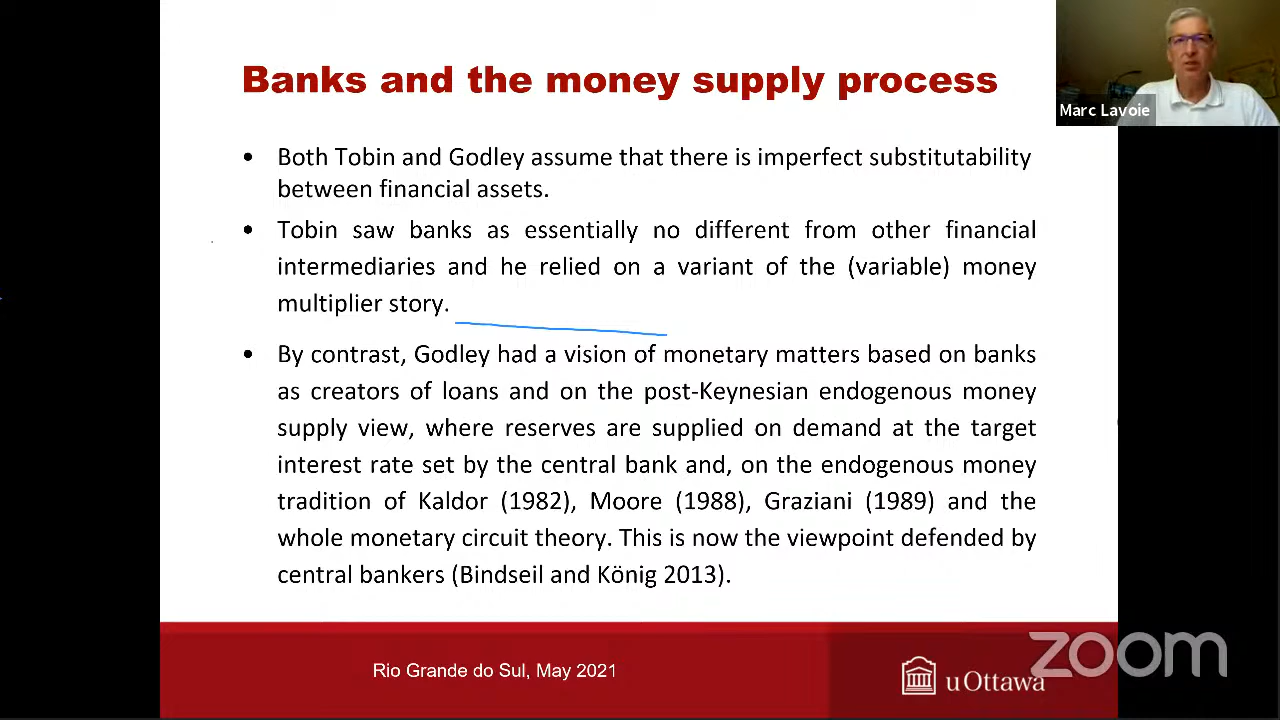 Banks and the money supply process
Marc Lavoie
• Both Tobin and Godley assume that there is imperfect substitutability
between financial assets.
• Tobin saw banks as essentially no different from other financial
intermediaries and he relied on a variant of the (variable) money
multiplier story.
• By contrast, Godley had a vision of monetary matters based on banks
as creators of loans and on the post-Keynesian endogenous money
supply view, where reserves are supplied on demand at the target
interest rate set by the central bank and, on the endogenous money
tradition of Kaldor (1982), Moore (1988), Graziani (1989) and the
whole monetary circuit theory. This is now the viewpoint defended by
central bankers (Bindseil and König 2013).
Rio Grande do Sul, May 2021
uOttawa
zoom